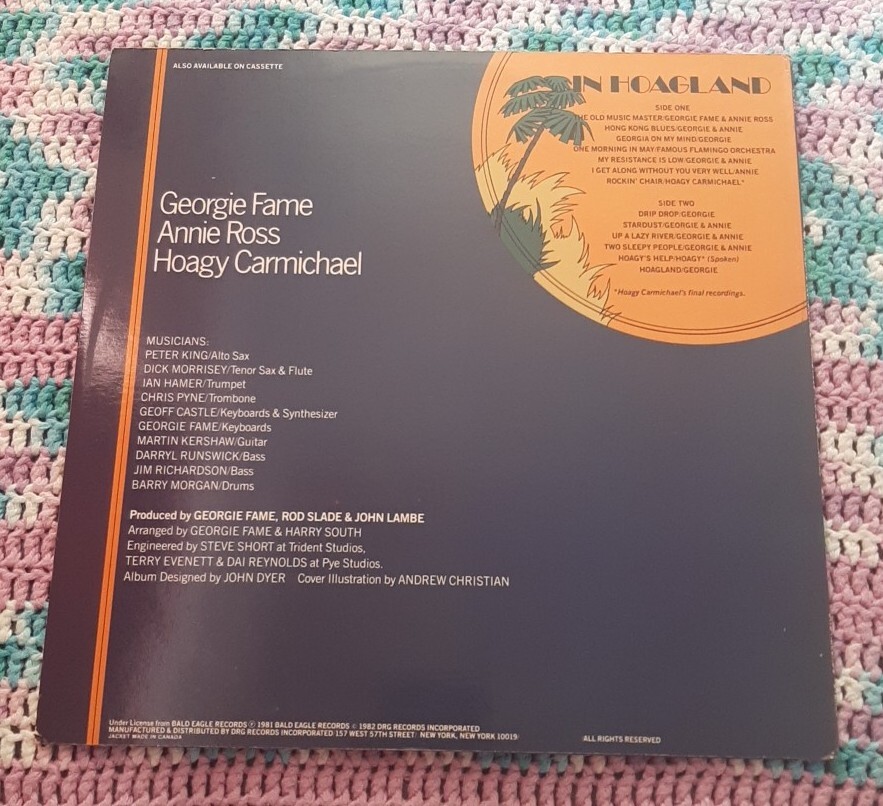 ALSO AVAILABLE ON CASSETTE
IN HOAGLAND
SIDE ONE
THE OLD MUSIC MASTER/GEORGIE FAME & ANNIE ROSS
HONG KONG BLUES/GEORGIE & ANNIE
GEORGIA ON MY MIND/GEORGIE
ONE MORNING IN MAY/FAMOUS FLAMINGO ORCHESTRA
MY RESISTANCE IS LOW/GEORGIE & ANNIE
I GET ALONG WITHOUT YOU VERY WELL/ANNIE
ROCKIN' CHAIR/HOAGY CARMICHAEL*
SIDE TWO
DRIP DROP/GEORGIE
STARDUST/GEORGIE & ANNIE
UP A LAZY RIVER/GEORGIE & ANNIE
TWO SLEEPY PEOPLE/GEORGIE & ANNIE
HOAGY'S HELP/HOAGY* (Spoken)
HOAGLAND/GEORGIE
*Hoagy Carmichael's final recordings.
Georgie Fame
Annie Ross
Hoagy Carmichael
MUSICIANS:
PETER KING/Alto Sax
DICK MORRISEY/Tenor Sax & Flute
IAN HAMER/Trumpet
CHRIS PYNE/Trombone
GEOFF CASTLE/Keyboards & Synthesizer
GEORGIE FAME/Keyboards
MARTIN KERSHAW/Guitar
DARRYL RUNSWICK/Bass
JIM RICHARDSON/Bass
BARRY MORGAN/Drums
Produced by GEORGIE FAME, ROD SLADE & JOHN LAMBE
Arranged by GEORGIE FAME & HARRY SOUTH
Engineered by STEVE SHORT at Trident Studios,
TERRY EVENETT & DAI REYNOLDS at Pye Studios.
Album Designed by JOHN DYER Cover Illustration by ANDREW CHRISTIAN
Under License from BALD EAGLE RECORDS ℗ 1981 BALD EAGLE RECORDS © 1982 DRG RECORDS INCORPORATED
MANUFACTURED & DISTRIBUTED BY DRG RECORDS INCORPORATED 157 WEST 57TH STREET NEW YORK, NEW YORK 10019
JACKET MADE IN CANADA
ALL RIGHTS RESERVED